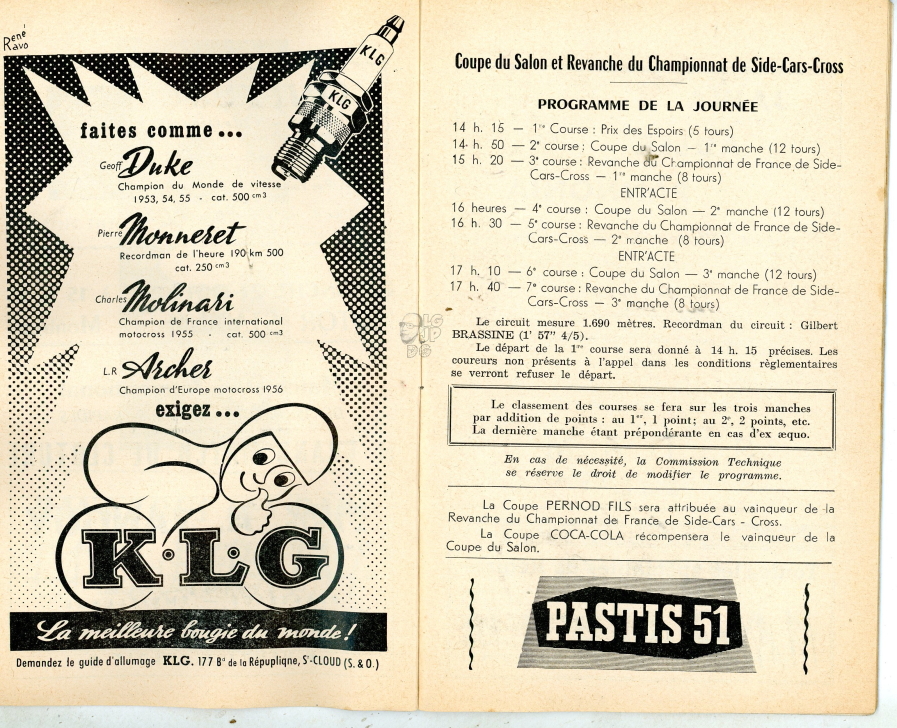 René
Ravo
KLG
KLG
faites comme...
Geoff Duke
Champion du Monde de vitesse
1953, 54, 55 - cat. 500 cm3
Pierre Monneret
Recordman de l'heure 190 km 500
cat. 250 cm3
Charles Molinari
Champion de France international
motocross 1955 - cat. 500 cm3
L.R Archer
Champion d'Europe motocross 1956
exigez...
K·L·G
La meilleure bougie du monde!
Demandez le guide d'allumage KLG. 177 Bd de la Répuplique, St-CLOUD (S. & O.)
Coupe du Salon et Revanche du Championnat de Side-Cars-Cross
PROGRAMME DE LA JOURNÉE
14 h. 15 — 1re Course : Prix des Espoirs (5 tours)
14 h. 50 — 2e course : Coupe du Salon — 1re manche (12 tours)
15 h. 20 — 3e course : Revanche du Championnat de France de Side-
Cars-Cross — 1re manche (8 tours)
ENTR'ACTE
16 heures — 4e course : Coupe du Salon — 2e manche (12 tours)
16 h. 30 — 5e course : Revanche du Championnat de France de Side-
Cars-Cross — 2e manche (8 tours)
ENTR'ACTE
17 h. 10 — 6e course : Coupe du Salon — 3e manche (12 tours)
17 h. 40 — 7e course : Revanche du Championnat de France de Side-
Cars-Cross — 3e manche (8 tours)
Le circuit mesure 1.690 mètres. Recordman du circuit : Gilbert
BRASSINE (1' 57" 4/5).
Le départ de la 1re course sera donné à 14 h. 15 précises. Les
coureurs non présents à l'appel dans les conditions règlementaires
se verront refuser le départ.
Le classement des courses se fera sur les trois manches
par addition de points : au 1er, 1 point; au 2e, 2 points, etc.
La dernière manche étant prépondérante en cas d'ex æquo.
En cas de nécessité, la Commission Technique
se réserve le droit de modifier le programme.
La Coupe PERNOD FILS sera attribuée au vainqueur de la
Revanche du Championnat de France de Side-Cars - Cross.
La Coupe COCA-COLA récompensera le vainqueur de la
Coupe du Salon.
PASTIS 51